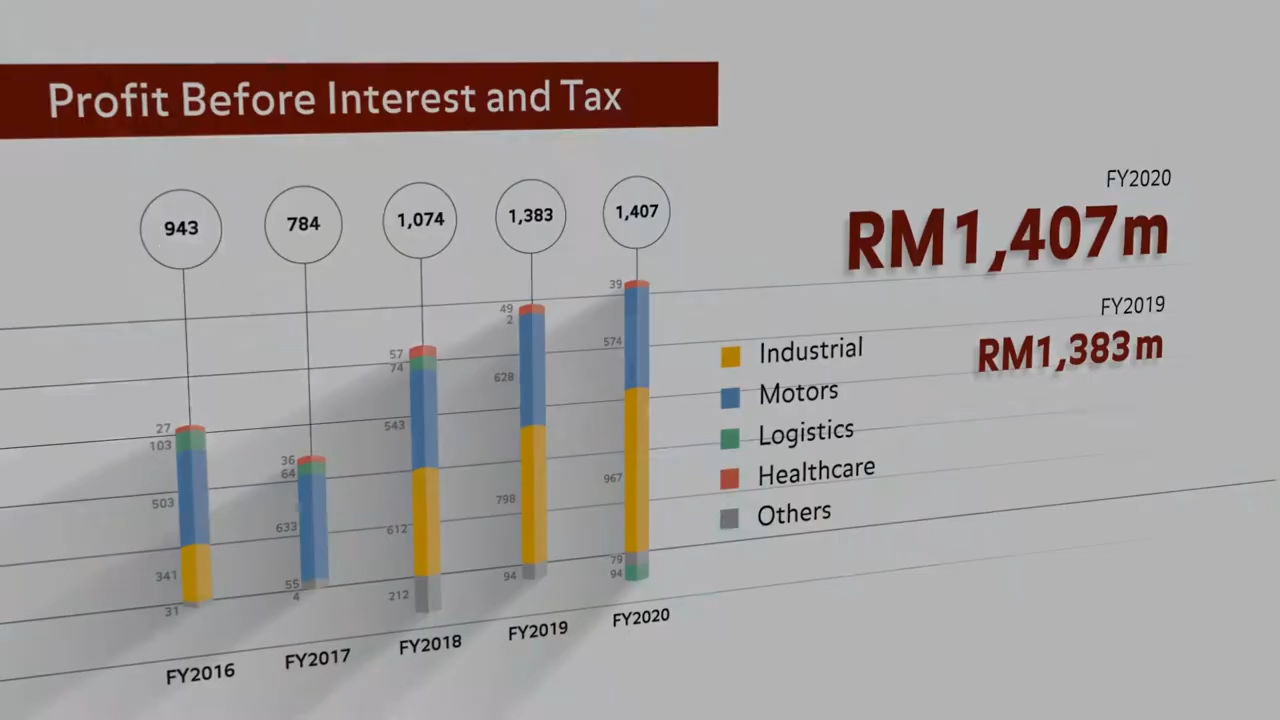 Profit Before Interest and Tax
943
784
1,074
1,383
1,407
FY2020
RM1,407m
FY2019
RM1,383m
27
103
503
341
31
36
64
633
55
4
57
74
543
612
212
49
2
628
798
94
39
574
967
79
94
Industrial
Motors
Logistics
Healthcare
Others
FY2016
FY2017
FY2018
FY2019
FY2020